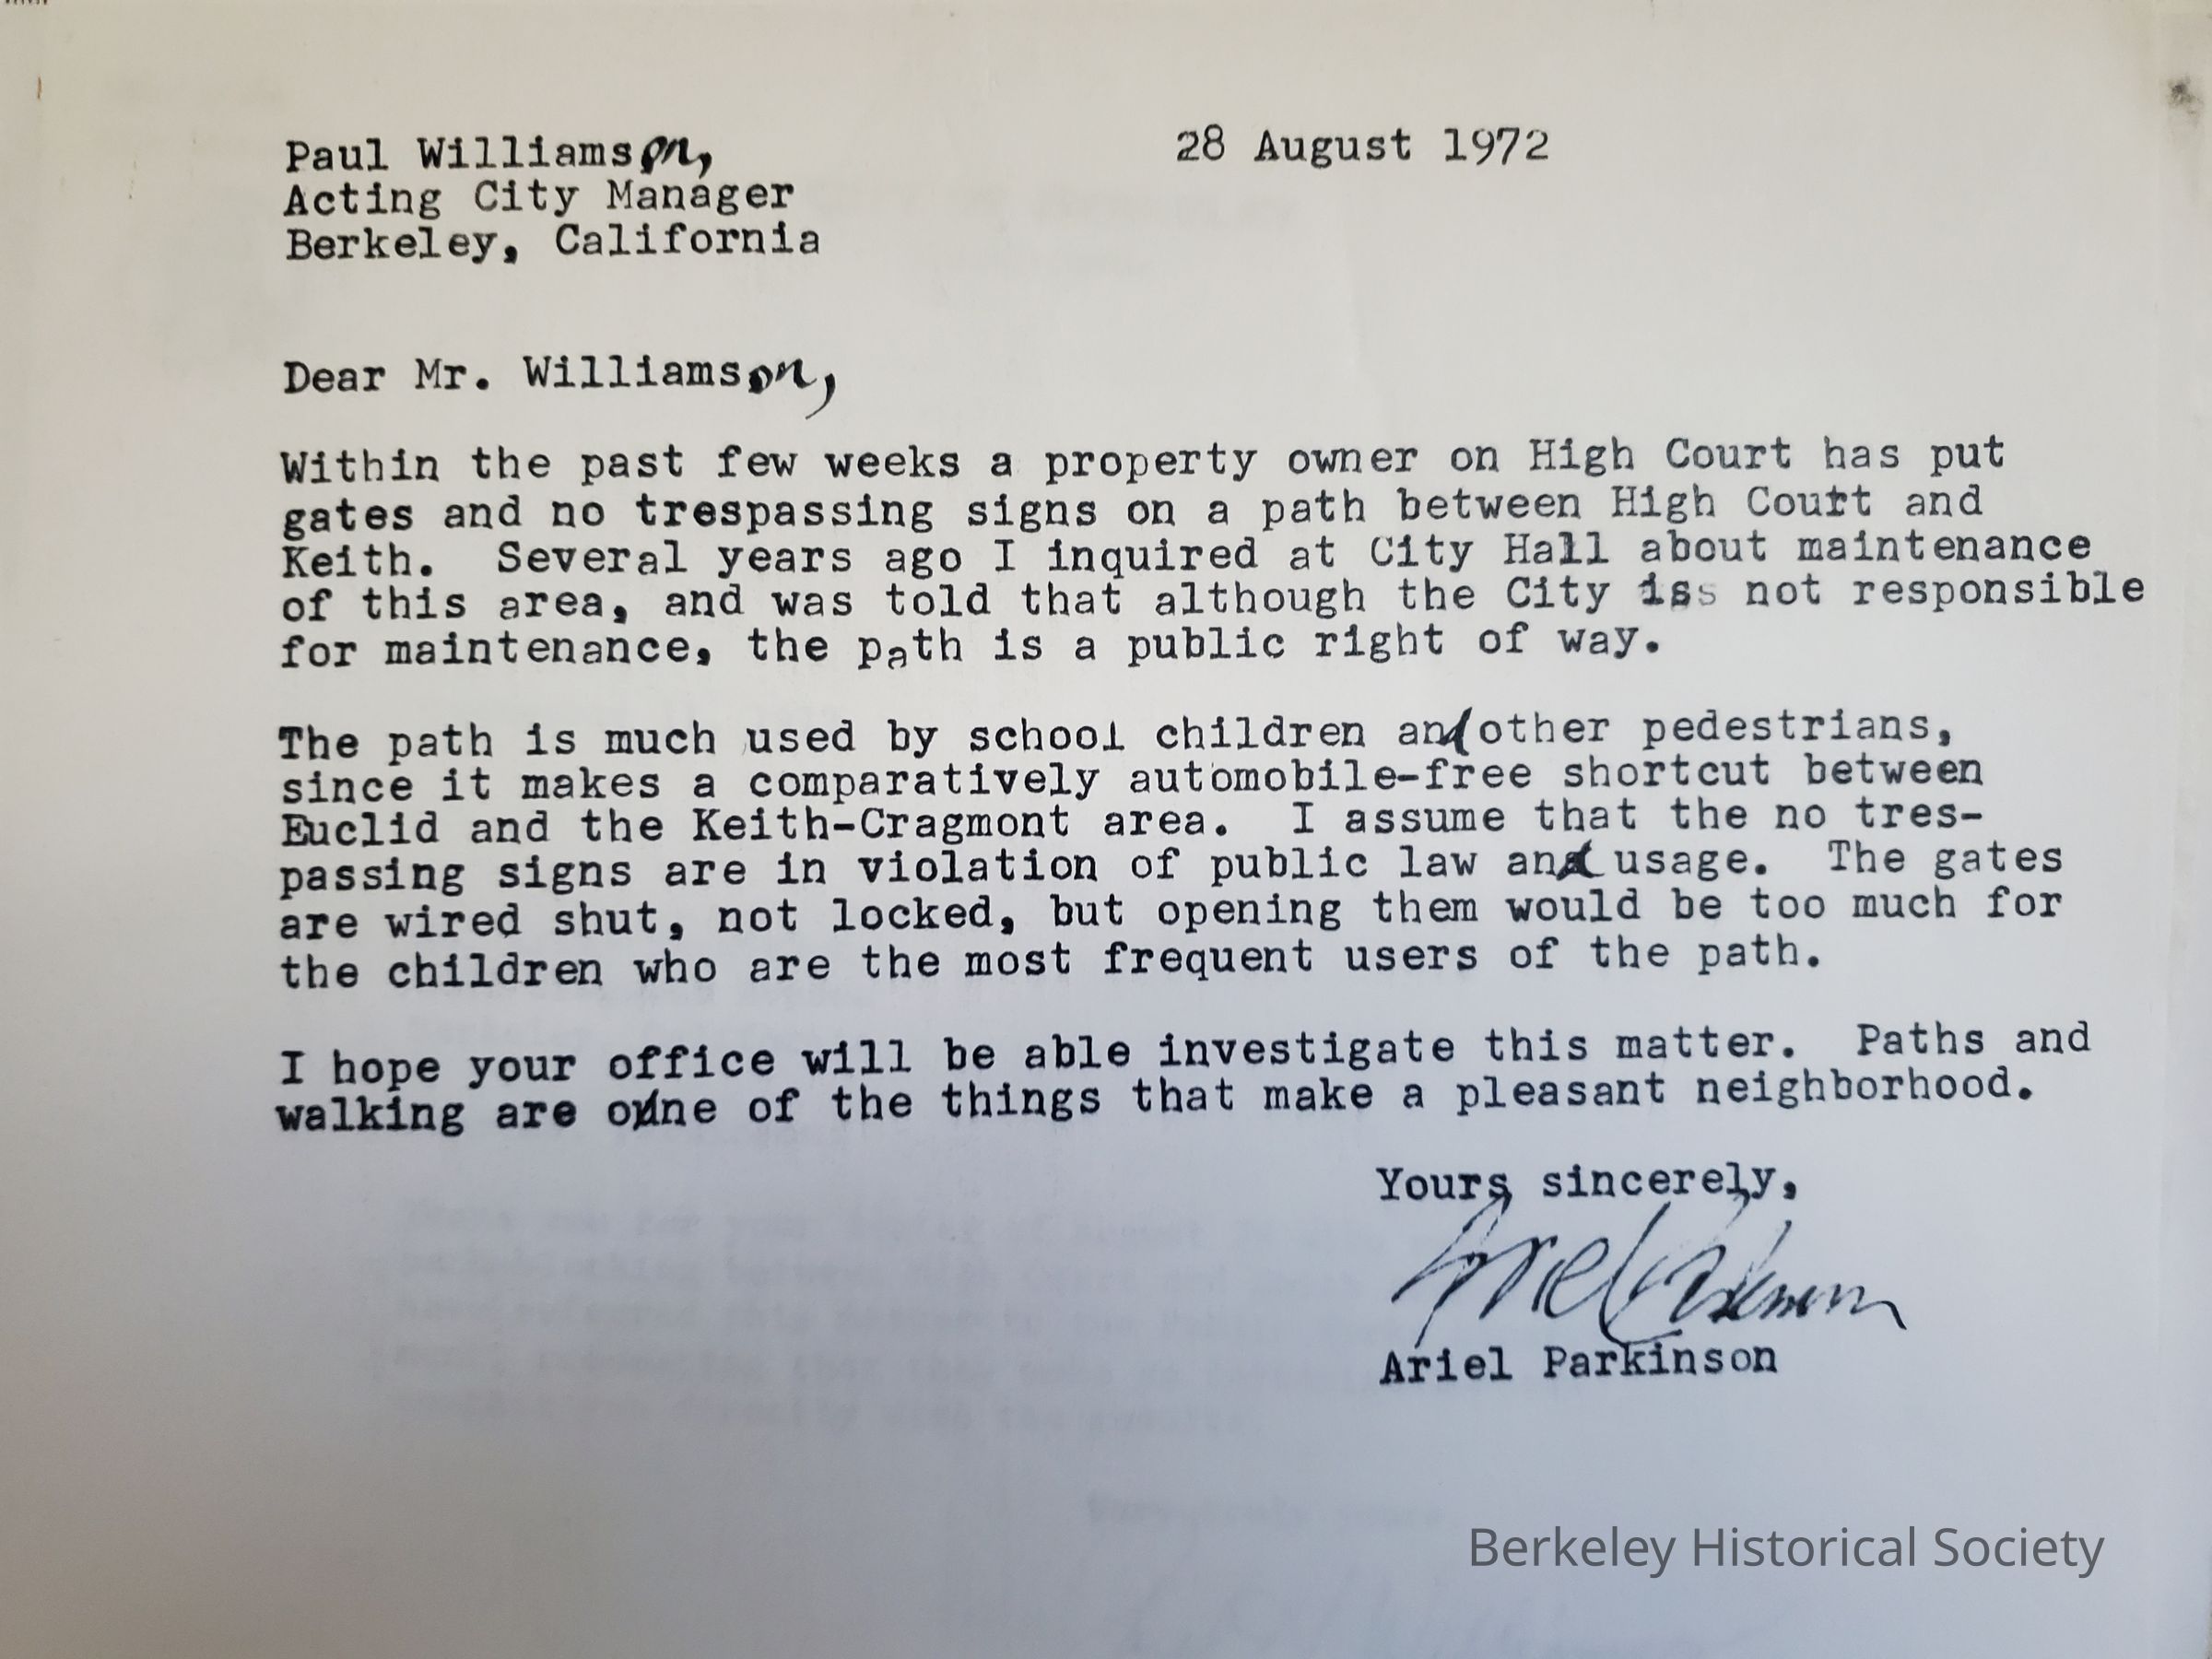 Paul Williamson,
28 August 1972
Acting City Manager
Berkeley, California
Dear Mr. Williamson,
Within the past few weeks a property owner on High Court has put
gates and no trespassing signs on a path between High Court and
Keith. Several years ago I inquired at City Hall about maintenance
of this area, and was told that although the City iss not responsible
for maintenance, the path is a public right of way.
The path is much used by school children and other pedestrians,
since it makes a comparatively automobile-free shortcut between
Euclid and the Keith-Cragmont area. I assume that the no tres-
passing signs are in violation of public law and usage. The gates
are wired shut, not locked, but opening them would be too much for
the children who are the most frequent users of the path.
I hope your office will be able investigate this matter. Paths and
walking are one of the things that make a pleasant neighborhood.
Yours sincerely,
Ariel Parkinson
Ariel Parkinson
Berkeley Historical Society